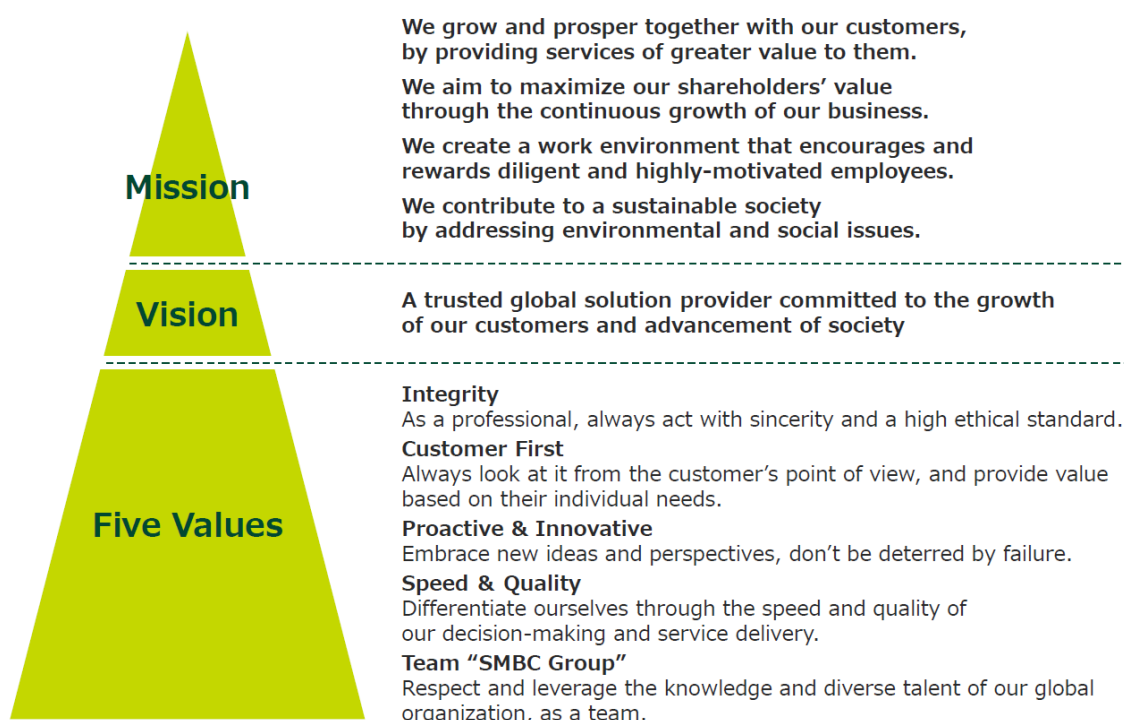 We grow and prosper together with our customers,
by providing services of greater value to them.
We aim to maximize our shareholders’ value
through the continuous growth of our business.
We create a work environment that encourages and
rewards diligent and highly-motivated employees.
Mission
We contribute to a sustainable society
by addressing environmental and social issues.
Vision
A trusted global solution provider committed to the growth
of our customers and advancement of society
Five Values
Integrity
As a professional, always act with sincerity and a high ethical standard.
Customer First
Always look at it from the customer’s point of view, and provide value
based on their individual needs.
Proactive & Innovative
Embrace new ideas and perspectives, don’t be deterred by failure.
Speed & Quality
Differentiate ourselves through the speed and quality of
our decision-making and service delivery.
Team “SMBC Group”
Respect and leverage the knowledge and diverse talent of our global
organization, as a team.